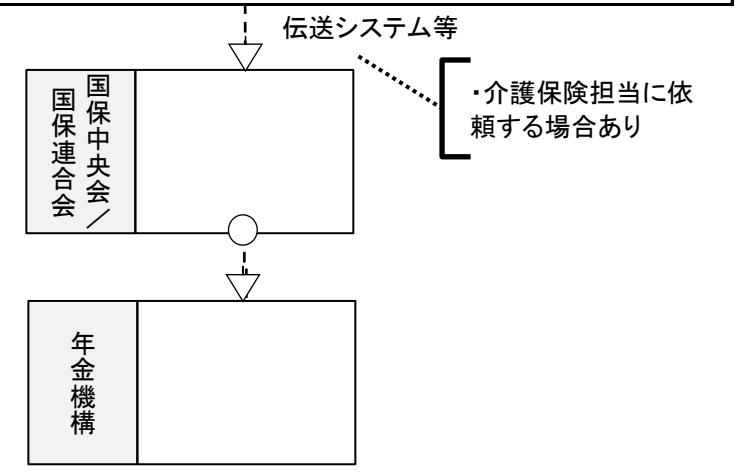 伝送システム等
・介護保険担当に依
頼する場合あり
国保中央会／
国保連合会
年金機構